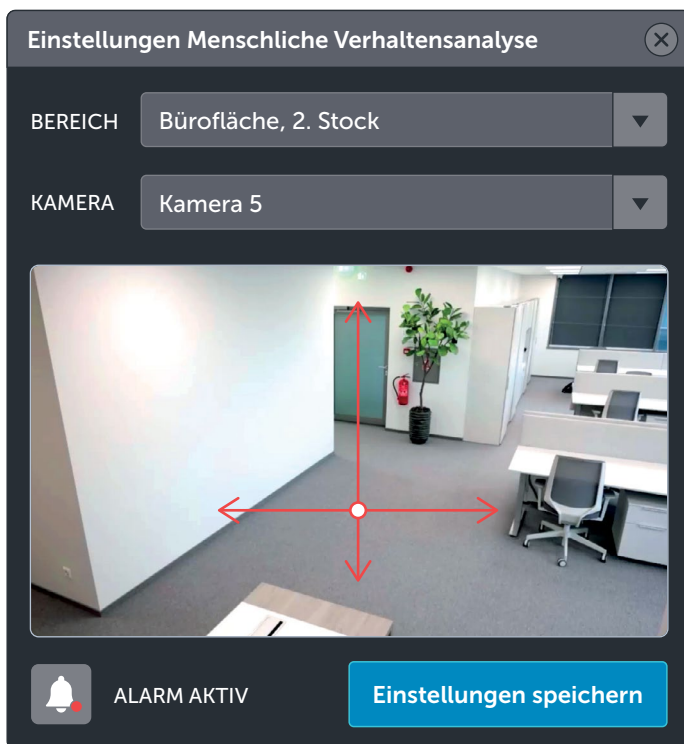 Einstellungen Menschliche Verhaltensanalyse
BEREICH Bürofläche, 2. Stock
KAMERA Kamera 5
ALARM AKTIV Einstellungen speichern